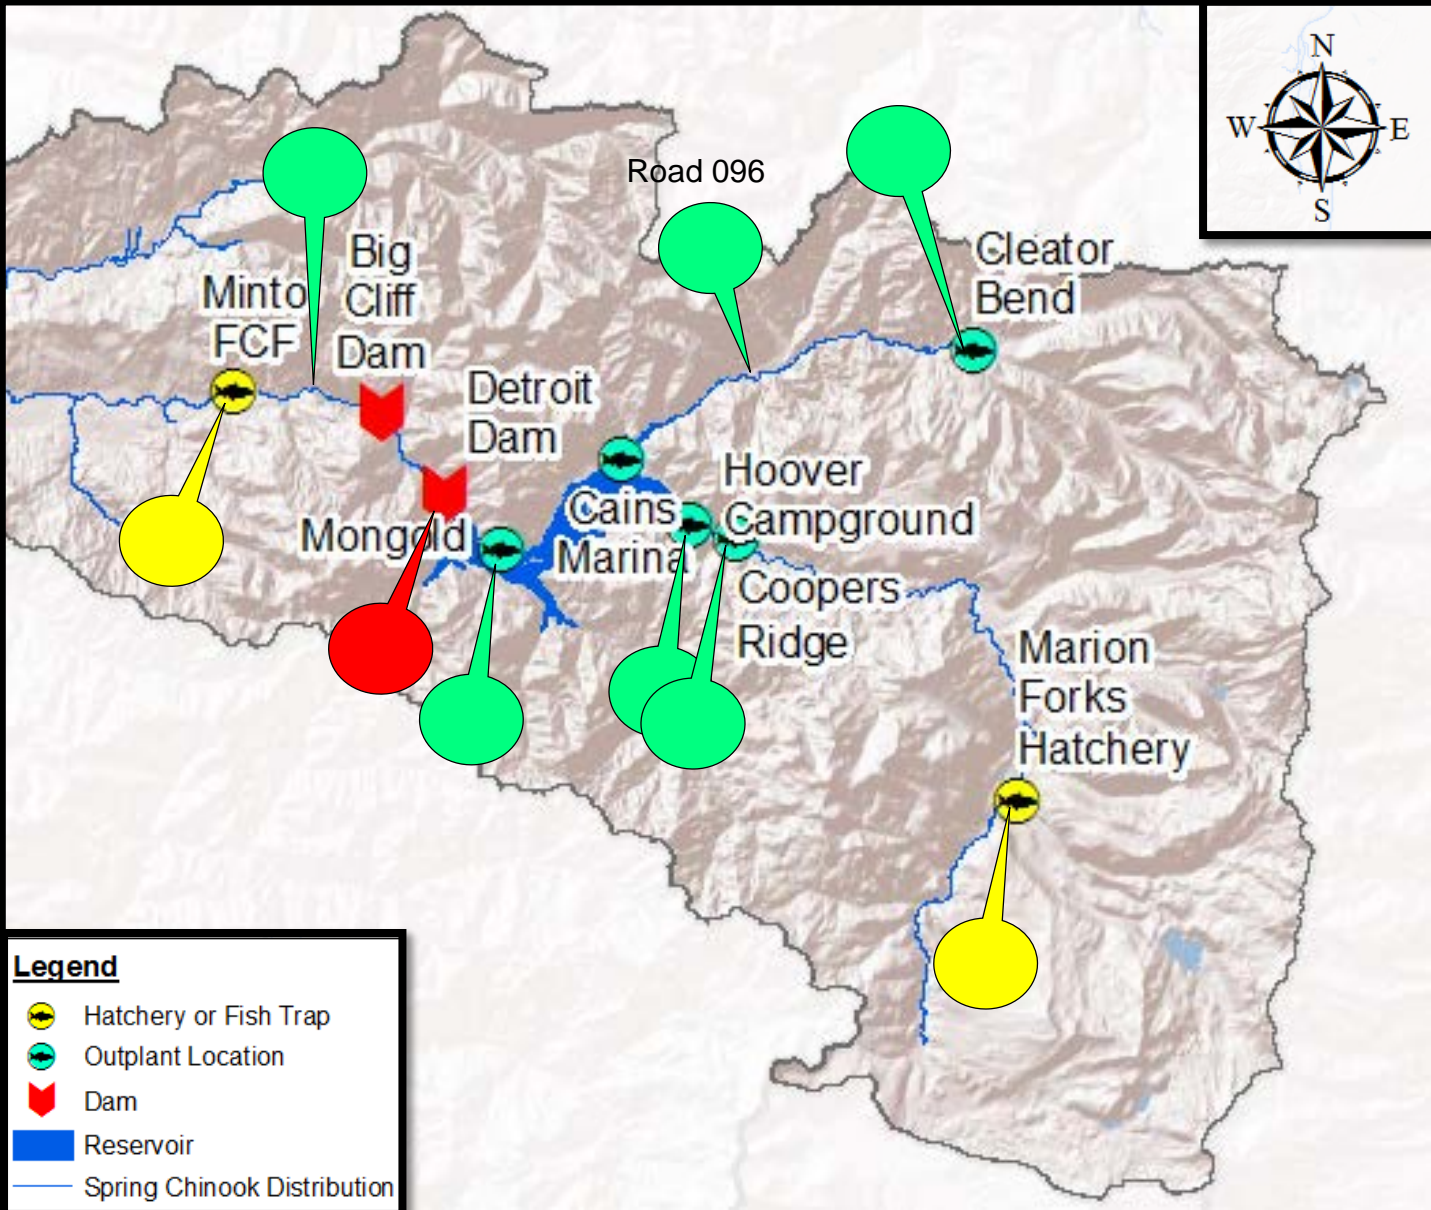 N
W E
S
Road 096
Cleator
Bend
Big
Cliff
Dam
Minto
FCF
Detroit
Dam
Hoover
Campground
Cains
Marina
Mongold
Coopers
Ridge
Marion
Forks
Hatchery
Legend
Hatchery or Fish Trap
Outplant Location
Dam
Reservoir
Spring Chinook Distribution